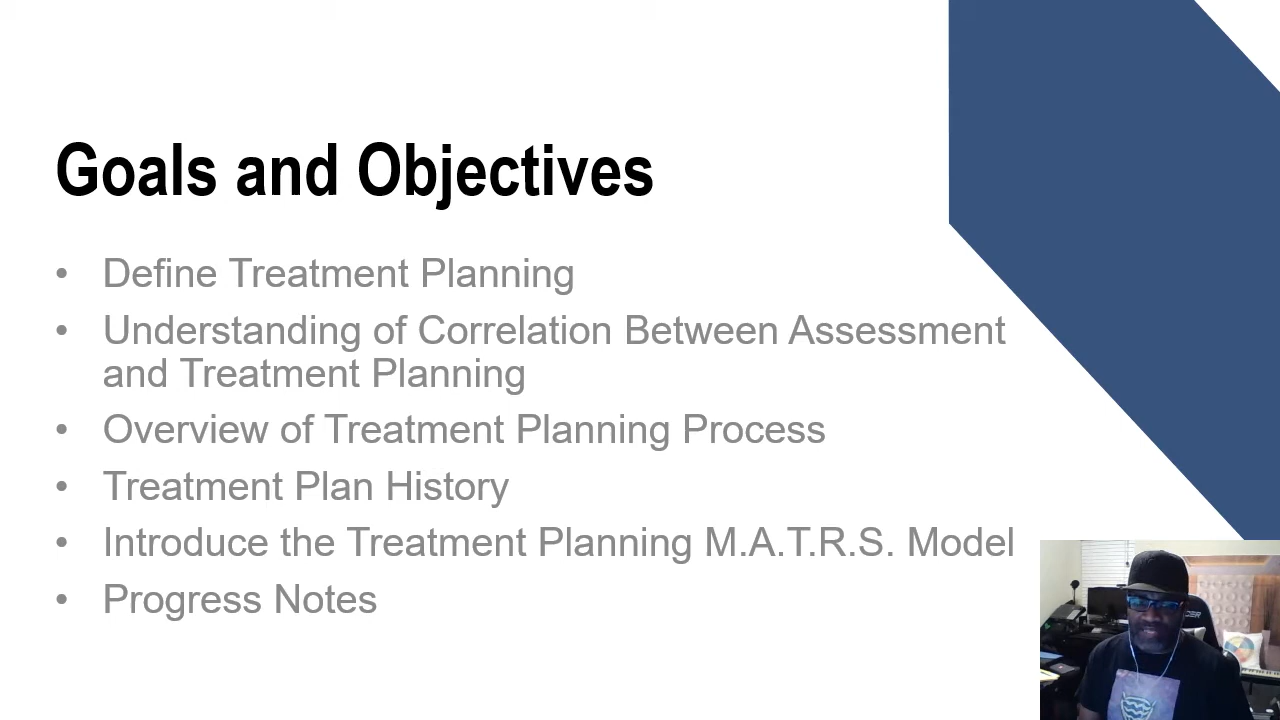 Goals and Objectives
• Define Treatment Planning
• Understanding of Correlation Between Assessment
and Treatment Planning
• Overview of Treatment Planning Process
• Treatment Plan History
• Introduce the Treatment Planning M.A.T.R.S. Model
• Progress Notes